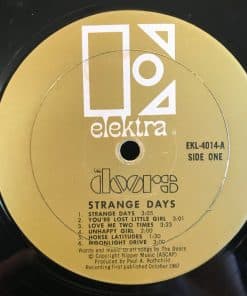 elektra
EKL-4014-A
SIDE ONE
the
doors
STRANGE DAYS
1. STRANGE DAYS 3:05
2. YOU'RE LOST LITTLE GIRL 3:01
3. LOVE ME TWO TIMES 3:23
4. UNHAPPY GIRL 2:00
5. HORSE LATITUDES 1:30
6. MOONLIGHT DRIVE 3:00
Words and music to all songs by The Doors
© Copyright Nipper Music (ASCAP)
Produced by Paul A. Rothchild
Recording first published October 1967